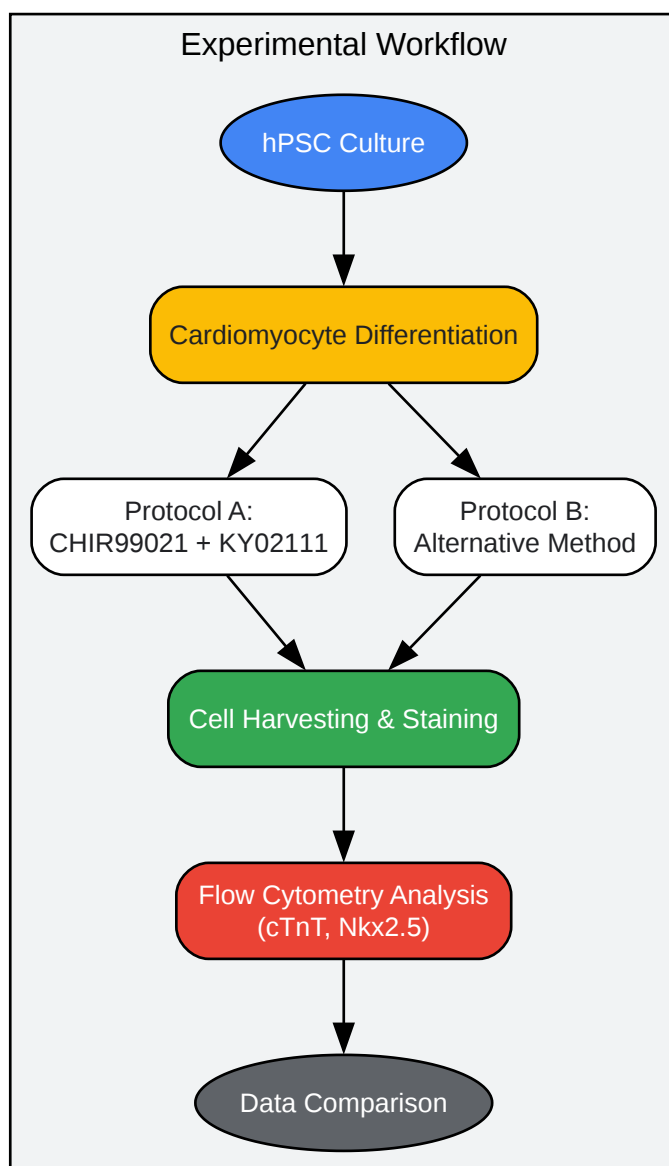 Experimental Workflow
hPSC Culture
Cardiomyocyte Differentiation
Protocol A:
CHIR99021 + KY02111
Protocol B:
Alternative Method
Cell Harvesting & Staining
Flow Cytometry Analysis
(cTnT, Nkx2.5)
Data Comparison